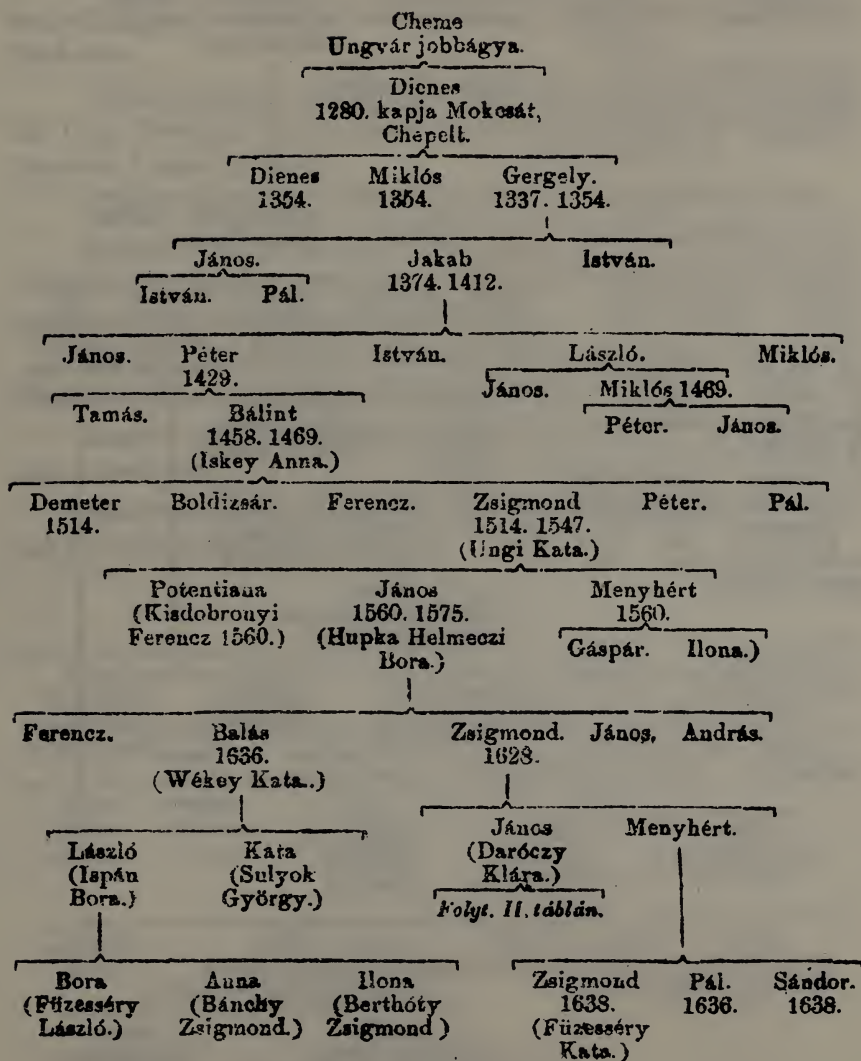 Cheme
Ungvár jobbágya.
Dienes
1280. kapja Mokcsát,
Chepelt.
Dienes Miklós Gergely.
1354. 1354. 1337. 1354.
János. Jakab István.
István. Pál. 1374. 1412.
János. Péter István. László. Miklós.
1429. János. Miklós 1469.
Tamás. Bálint Péter. János.
1458. 1469.
(Iskey Anna.)
Demeter Boldizsár. Ferencz. Zsigmond Péter. Pál.
1514. 1514. 1547.
(Ungi Kata.)
Potentiana János Menyhért
(Kisdobronyi 1560. 1575. 1560.
Ferencz 1560.) (Hupka Helmeczi Gáspár. Ilona.)
Bora.)
Ferencz. Balás Zsigmond. János, András.
1636. 1628.
(Wékey Kata..)
László Kata János Menyhért.
(Ispán (Sulyok (Daróczy
Bora.) György.) Klára.)
Folyt. II. táblán.
Bora Anna Ilona Zsigmond Pál. Sándor.
(Füzesséry (Bánchy (Berthóty 1638. 1636. 1638.
László.) Zsigmond.) Zsigmond) (Füzesséry
Kata.)